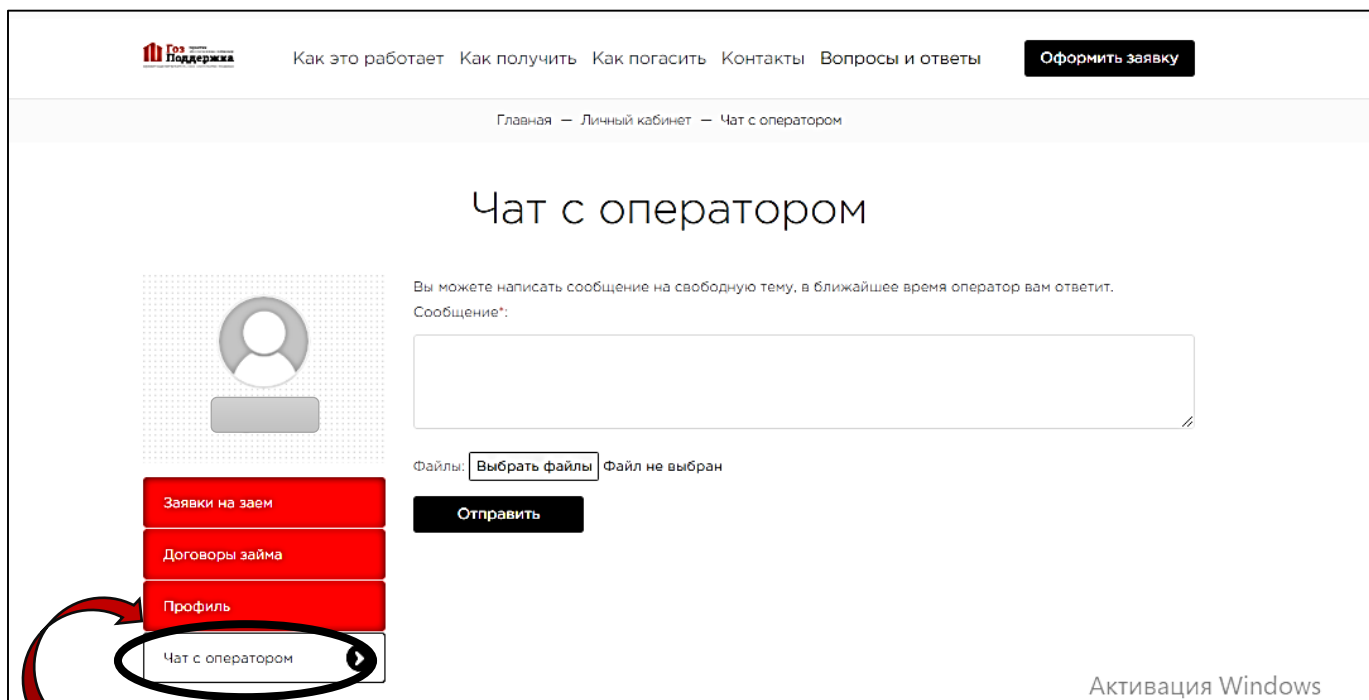 Гоз
Поддержка
Как это работает Как получить Как погасить Контакты Вопросы и ответы Оформить заявку
Главная — Личный кабинет — Чат с оператором
Чат с оператором
Вы можете написать сообщение на свободную тему, в ближайшее время оператор вам ответит.
Сообщение*:
Файлы: Выбрать файлы Файл не выбран
Отправить
Заявки на заем
Договоры займа
Профиль
Чат с оператором
Активация Windows